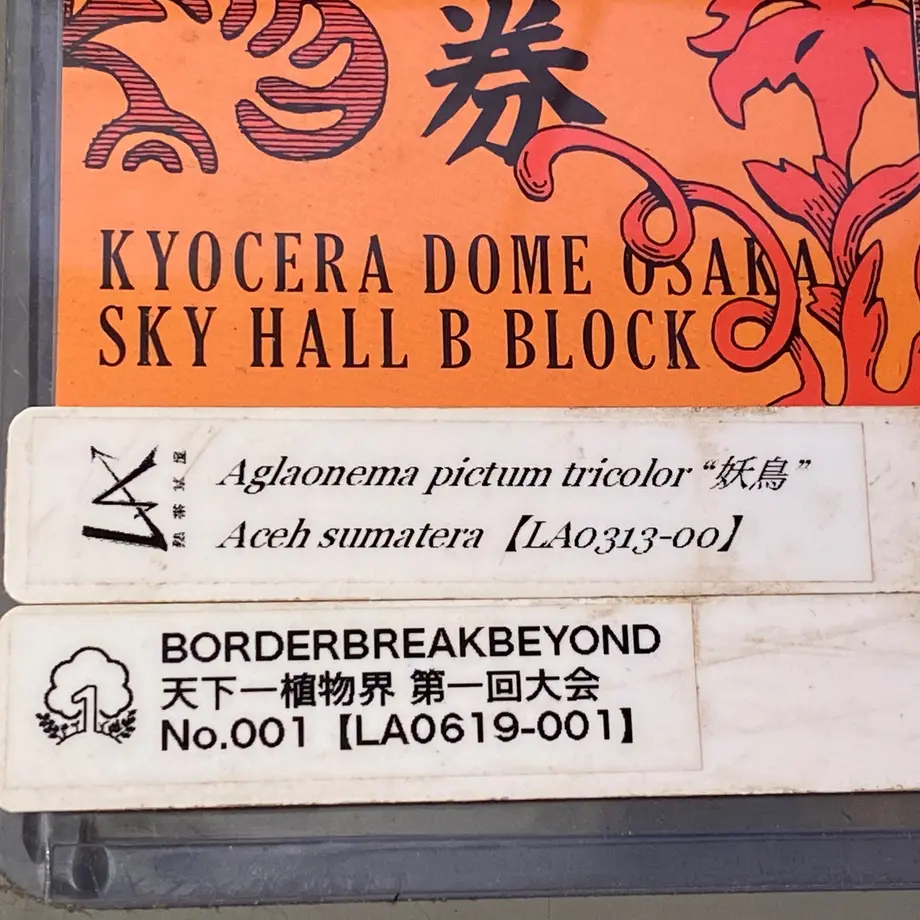 券
KYOCERA DOME OSAKA
SKY HALL B BLOCK
Aglaonema pictum tricolor “妖鳥”
Aceh sumatera【LA0313-00】
BORDERBREAKBEYOND
天下一植物界 第一回大会
No.001【LA0619-001】